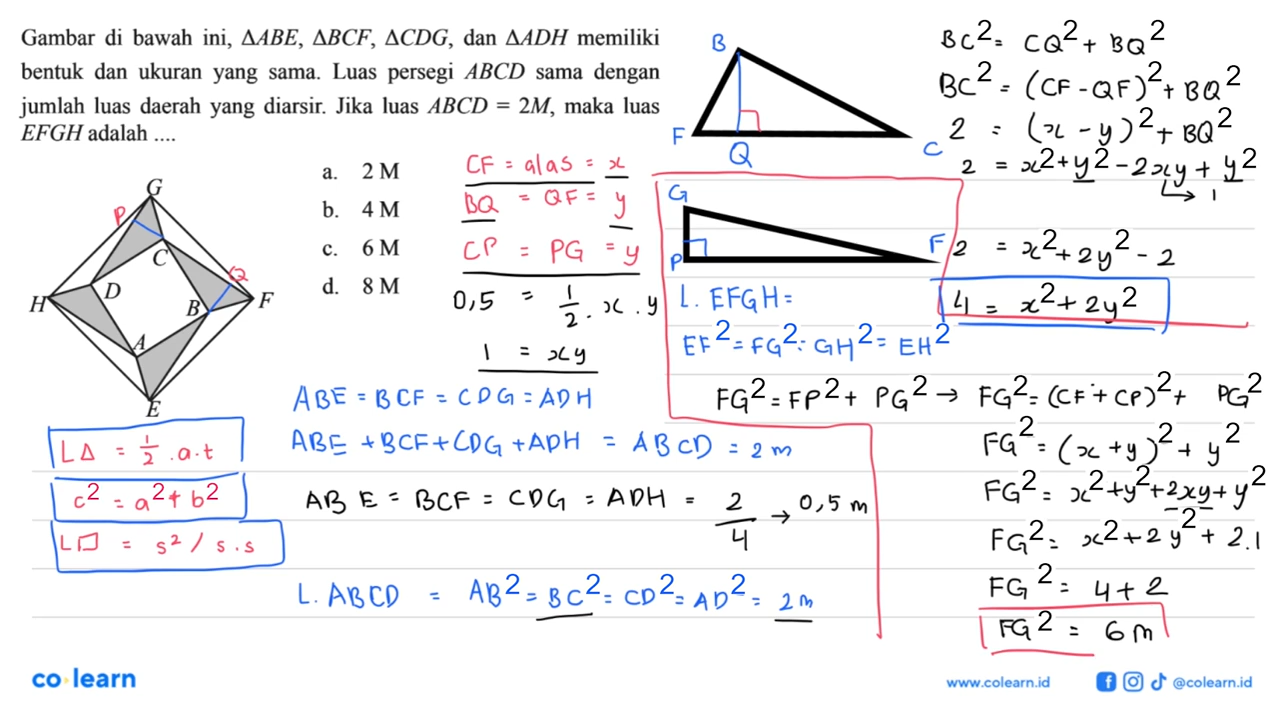 Gambar di bawah ini, ΔABE, ΔBCF, ΔCDG, dan ΔADH memiliki
bentuk dan ukuran yang sama. Luas persegi ABCD sama dengan
jumlah luas daerah yang diarsir. Jika luas ABCD = 2M, maka luas
EFGH adalah ....
a. 2 M
b. 4 M
c. 6 M
d. 8 M
G
P
C
Q
H
D
B
F
A
E
CF = alas = x
BQ = QF = y
CP = PG = y
0,5 = 1/2 . x . y
1 = xy
B
F
Q
C
G
P
F
L. EFGH =
EF² = FG² = GH² = EH²
FG² = FP² + PG² → FG² = (CF + CP)² + PG²
BC² = CQ² + BQ²
BC² = (CF - QF)² + BQ²
2 = (x - y)² + BQ²
2 = x² + y² - 2xy + y²
↳ 1
2 = x² + 2y² - 2
4 = x² + 2y²
FG² = (x + y)² + y²
FG² = x² + y² + 2xy + y²
FG² = x² + 2y² + 2.1
FG² = 4 + 2
FG² = 6m
LΔ = 1/2 .a.t
c² = a² + b²
L□ = s² / s.s
ABE = BCF = CDG = ADH
ABE + BCF + CDG + ADH = ABCD = 2m
ABE = BCF = CDG = ADH = 2/4 → 0,5 m
L. ABCD = AB² = BC² = CD² = AD² = 2m
co learn
www.colearn.id
@colearn.id